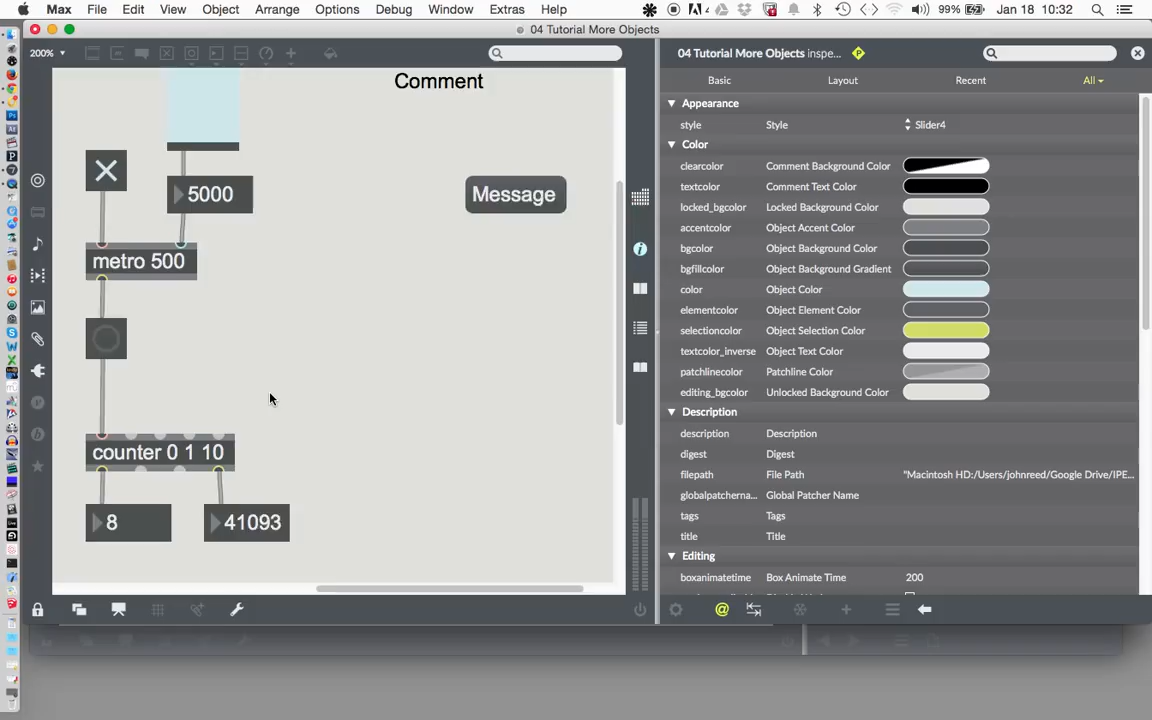 Max File Edit View Object Arrange Options Debug Window Extras Help 4 99% Jan 18 10:32
04 Tutorial More Objects
200%
04 Tutorial More Objects inspe...
Basic Layout Recent All
Comment
Appearance
style Style Slider4
Color
clearcolor Comment Background Color
textcolor Comment Text Color
5000
Message
locked_bgcolor Locked Background Color
accentcolor Object Accent Color
bgcolor Object Background Color
metro 500
bgfillcolor Object Background Gradient
color Object Color
elementcolor Object Element Color
selectioncolor Object Selection Color
textcolor_inverse Object Text Color
patchlinecolor Patchline Color
editing_bgcolor Unlocked Background Color
Description
description Description
counter 0 1 10
digest Digest
filepath File Path "Macintosh HD:/Users/johnreed/Google Drive/IPE...
globalpatcherna... Global Patcher Name
8 41093
tags Tags
title Title
Editing
boxanimatetime Box Animate Time 200